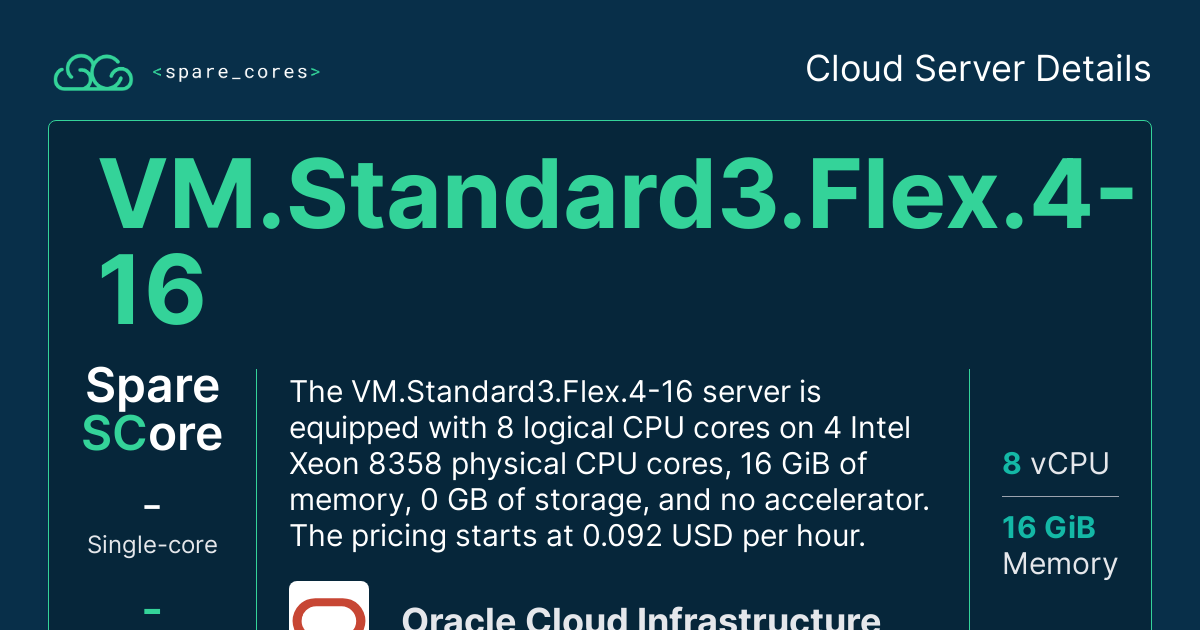 <spare_cores>
Cloud Server Details
VM.Standard3.Flex.4-
16
Spare
SCore
–
Single-core
–
The VM.Standard3.Flex.4-16 server is
equipped with 8 logical CPU cores on 4 Intel
Xeon 8358 physical CPU cores, 16 GiB of
memory, 0 GB of storage, and no accelerator.
The pricing starts at 0.092 USD per hour.
Oracle Cloud Infrastructure
8 vCPU
16 GiB
Memory